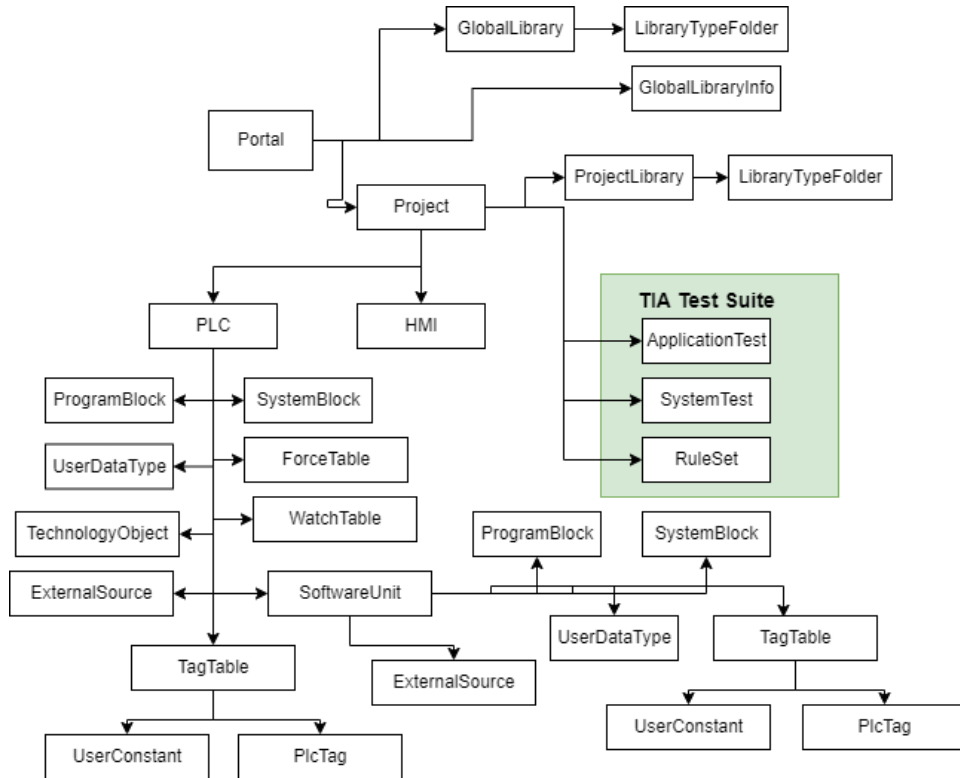 GlobalLibrary
LibraryTypeFolder
GlobalLibraryInfo
Portal
ProjectLibrary
LibraryTypeFolder
Project
TIA Test Suite
PLC
HMI
ApplicationTest
ProgramBlock
SystemBlock
SystemTest
UserDataType
ForceTable
RuleSet
TechnologyObject
WatchTable
ProgramBlock
SystemBlock
ExternalSource
SoftwareUnit
UserDataType
TagTable
TagTable
ExternalSource
UserConstant
PlcTag
UserConstant
PlcTag